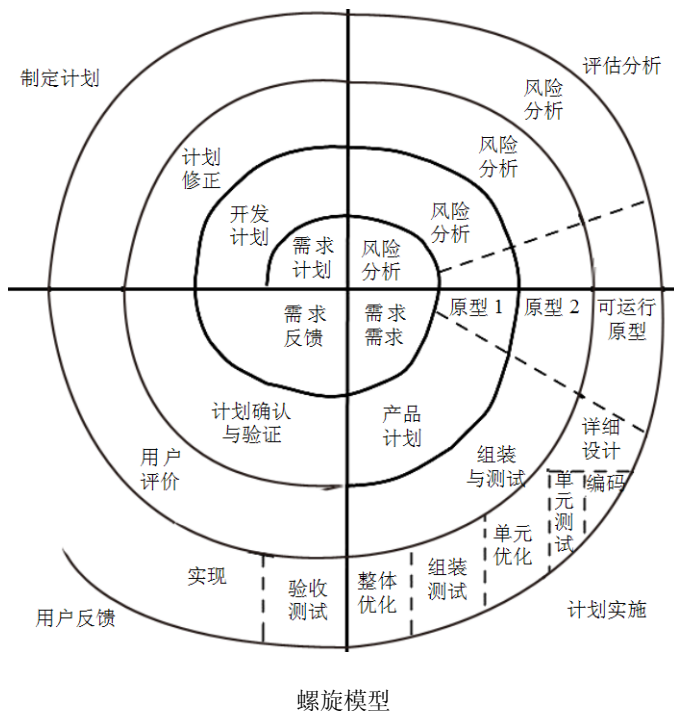 制定计划
评估分析
风险
分析
风险
分析
计划
修正
开发
计划
风险
分析
需求
计划
风险
分析
需求
反馈
需求
需求
原型 1
原型 2
可运行
原型
计划确认
与验证
产品
计划
用户
评价
组装
与测试
详细
设计
单元测试
编码
单元
优化
实现
验收
测试
整体
优化
组装
测试
用户反馈
计划实施
螺旋模型